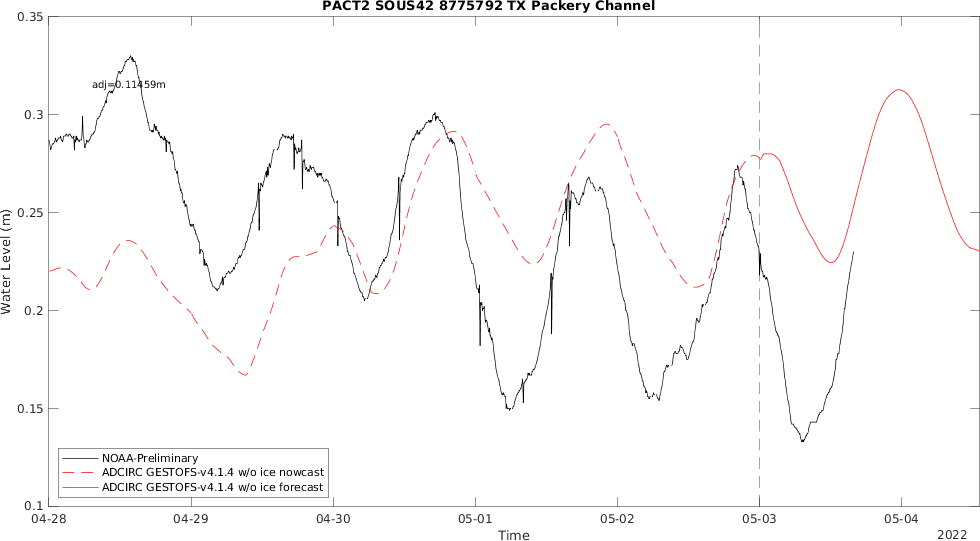 PACT2 SOUS42 8775792 TX Packery Channel
0.35
adj=0.11459m
0.3
0.25
Water Level (m)
0.2
0.15
0.1
NOAA-Preliminary
ADCIRC GESTOFS-v4.1.4 w/o ice nowcast
ADCIRC GESTOFS-v4.1.4 w/o ice forecast
04-28 04-29 04-30 05-01 05-02 05-03 05-04
Time
2022